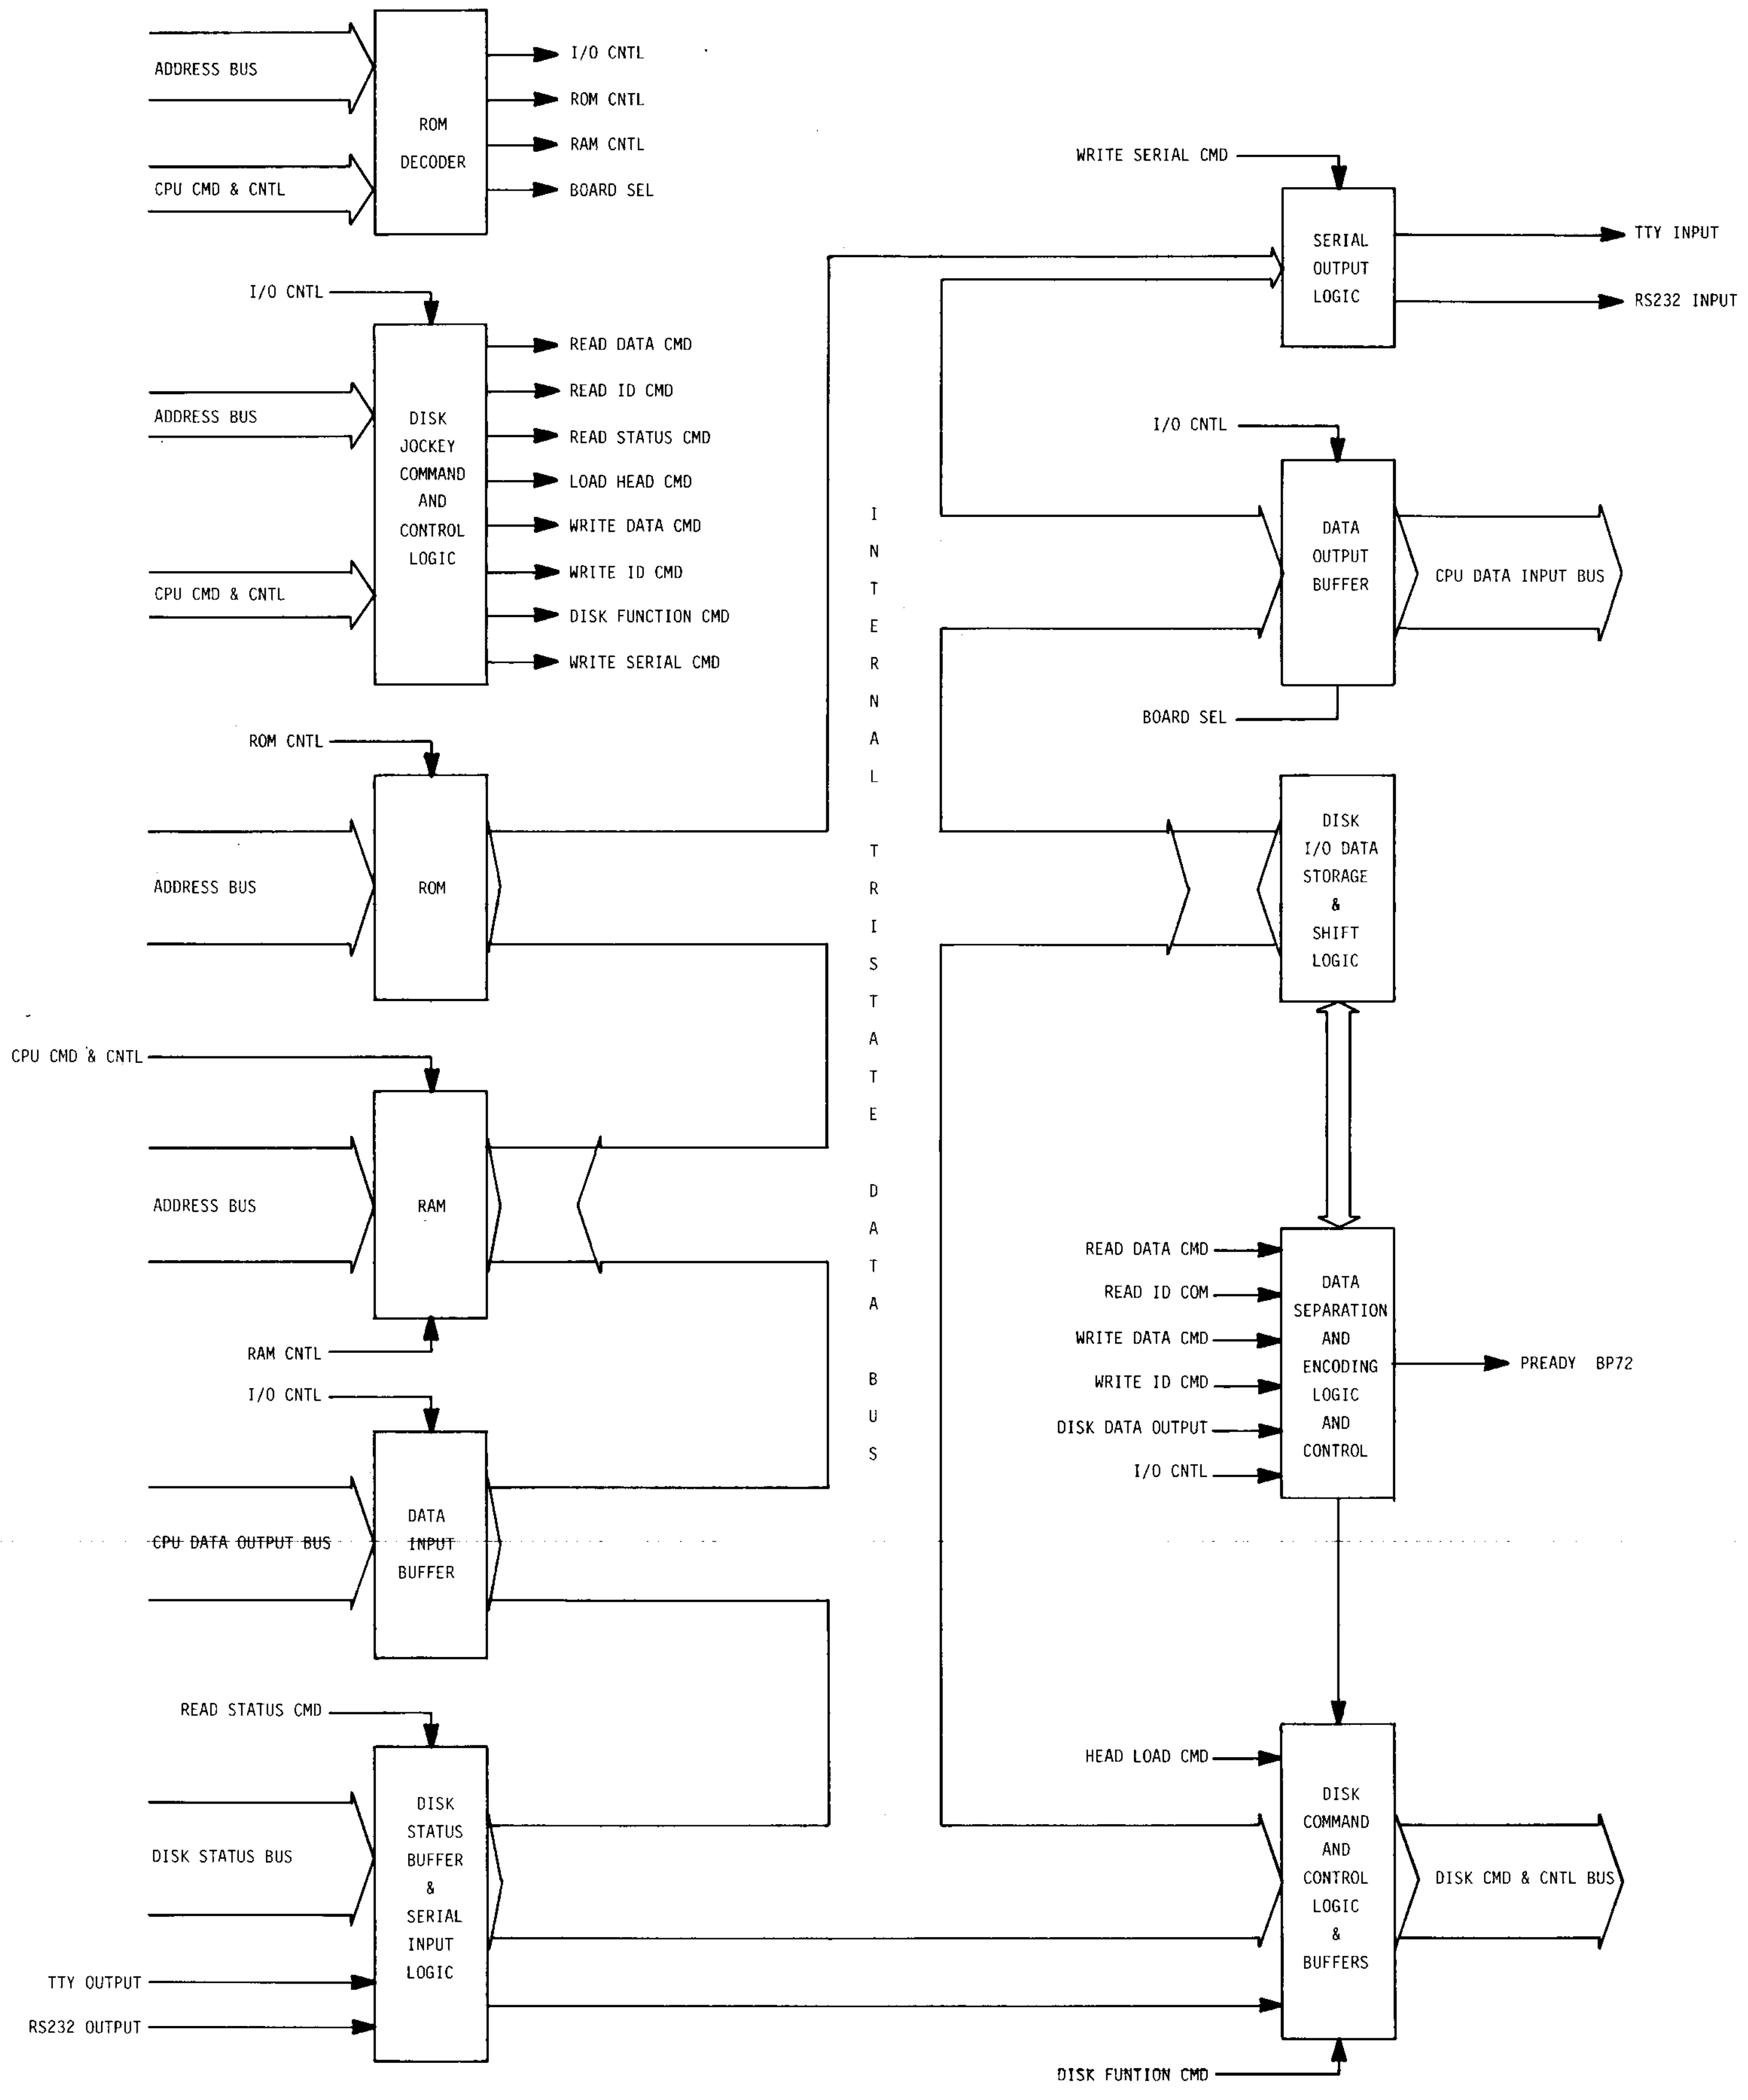 ADDRESS BUS
CPU CMD & CNTL
ROM
DECODER
I/O CNTL
ROM CNTL
RAM CNTL
BOARD SEL
I/O CNTL
ADDRESS BUS
CPU CMD & CNTL
DISK
JOCKEY
COMMAND
AND
CONTROL
LOGIC
READ DATA CMD
READ ID CMD
READ STATUS CMD
LOAD HEAD CMD
WRITE DATA CMD
WRITE ID CMD
DISK FUNCTION CMD
WRITE SERIAL CMD
ROM CNTL
ADDRESS BUS
ROM
CPU CMD & CNTL
ADDRESS BUS
RAM
RAM CNTL
I/O CNTL
CPU DATA OUTPUT BUS
DATA
INPUT
BUFFER
READ STATUS CMD
DISK STATUS BUS
TTY OUTPUT
RS232 OUTPUT
DISK
STATUS
BUFFER
&
SERIAL
INPUT
LOGIC
INTERNAL TRISTATE DATA BUS
WRITE SERIAL CMD
SERIAL
OUTPUT
LOGIC
TTY INPUT
RS232 INPUT
I/O CNTL
DATA
OUTPUT
BUFFER
CPU DATA INPUT BUS
BOARD SEL
DISK
I/O DATA
STORAGE
&
SHIFT
LOGIC
READ DATA CMD
READ ID COM
WRITE DATA CMD
WRITE ID CMD
DISK DATA OUTPUT
I/O CNTL
DATA
SEPARATION
AND
ENCODING
LOGIC
AND
CONTROL
PREADY BP72
HEAD LOAD CMD
DISK
COMMAND
AND
CONTROL
LOGIC
&
BUFFERS
DISK CMD & CNTL BUS
DISK FUNTION CMD